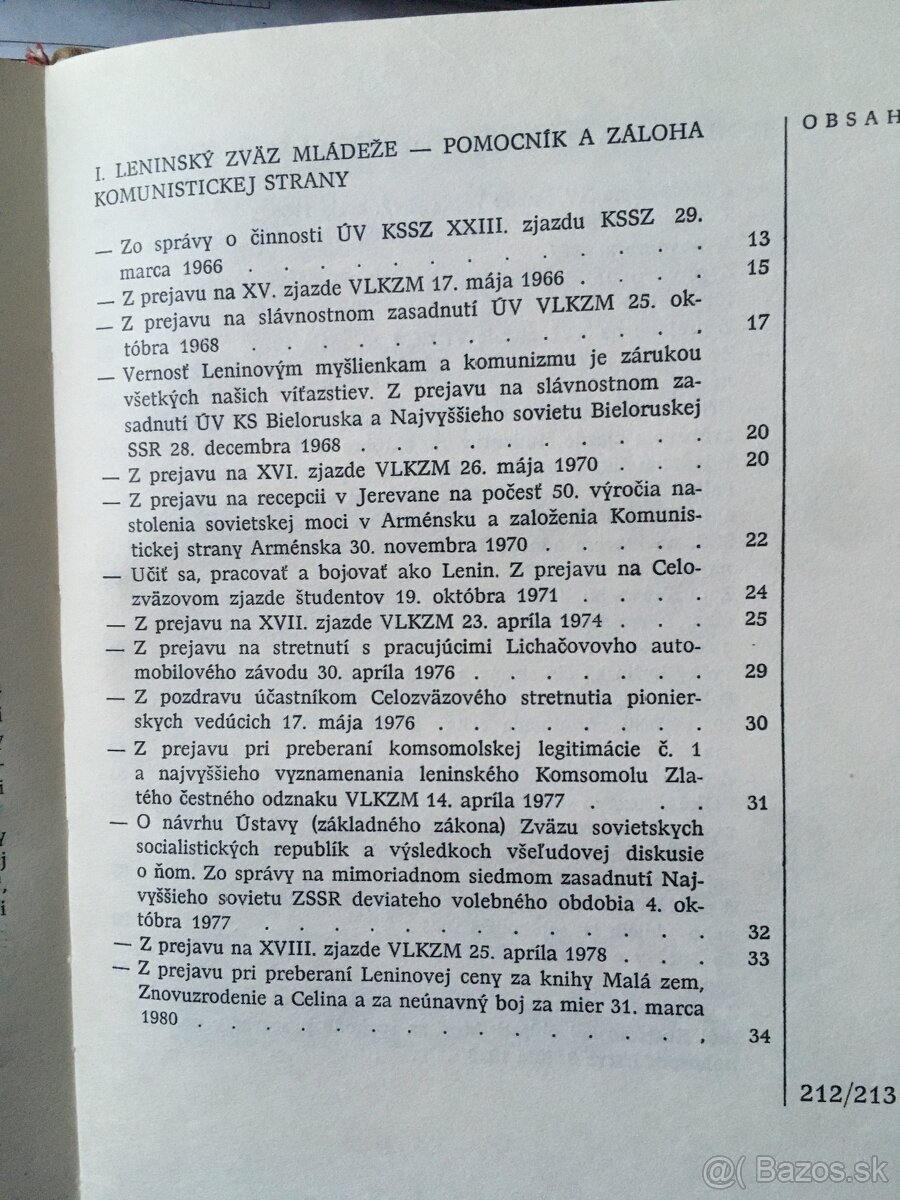 OBSAH
I. LENINSKÝ ZVÄZ MLÁDEŽE — POMOCNÍK A ZÁLOHA
KOMUNISTICKEJ STRANY
— Zo správy o činnosti ÚV KSSZ XXIII. zjazdu KSSZ 29.
marca 1966 . . . . . . . . . . . . 13
— Z prejavu na XV. zjazde VLKZM 17. mája 1966 . . . . 15
— Z prejavu na slávnostnom zasadnutí ÚV VLKZM 25. ok-
tóbra 1968 . . . . . . . . . . . . 17
— Vernosť Leninovým myšlienkam a komunizmu je zárukou
všetkých našich víťazstiev. Z prejavu na slávnostnom za-
sadnutí ÚV KS Bieloruska a Najvyššieho sovietu Bieloruskej
SSR 28. decembra 1968 . . . . . . . . . 20
— Z prejavu na XVI. zjazde VLKZM 26. mája 1970 . . . 20
— Z prejavu na recepcii v Jerevane na počesť 50. výročia na-
stolenia sovietskej moci v Arménsku a založenia Komunis-
tickej strany Arménska 30. novembra 1970 . . . . . 22
— Učiť sa, pracovať a bojovať ako Lenin. Z prejavu na Celo-
zväzovom zjazde študentov 19. októbra 1971 . . . . 24
— Z prejavu na XVII. zjazde VLKZM 23. apríla 1974 . . . 25
— Z prejavu na stretnutí s pracujúcimi Lichačovovho auto-
mobilového závodu 30. apríla 1976 . . . . . . . 29
— Z pozdravu účastníkom Celozväzového stretnutia pionier-
skych vedúcich 17. mája 1976 . . . . . . . . 30
— Z prejavu pri preberaní komsomolskej legitimácie č. 1
a najvyššieho vyznamenania leninského Komsomolu Zla-
tého čestného odznaku VLKZM 14. apríla 1977 . . . 31
— O návrhu Ústavy (základného zákona) Zväzu sovietskych
socialistických republík a výsledkoch všeľudovej diskusie
o ňom. Zo správy na mimoriadnom siedmom zasadnutí Naj-
vyššieho sovietu ZSSR deviateho volebného obdobia 4. ok-
tóbra 1977 . . . . . . . . . . . . 32
— Z prejavu na XVIII. zjazde VLKZM 25. apríla 1978 . . . 33
— Z prejavu pri preberaní Leninovej ceny za knihy Malá zem,
Znovuzrodenie a Celina a za neúnavný boj za mier 31. marca
1980 . . . . . . . . . . . . . . 34
212/213
@( Bazos.sk